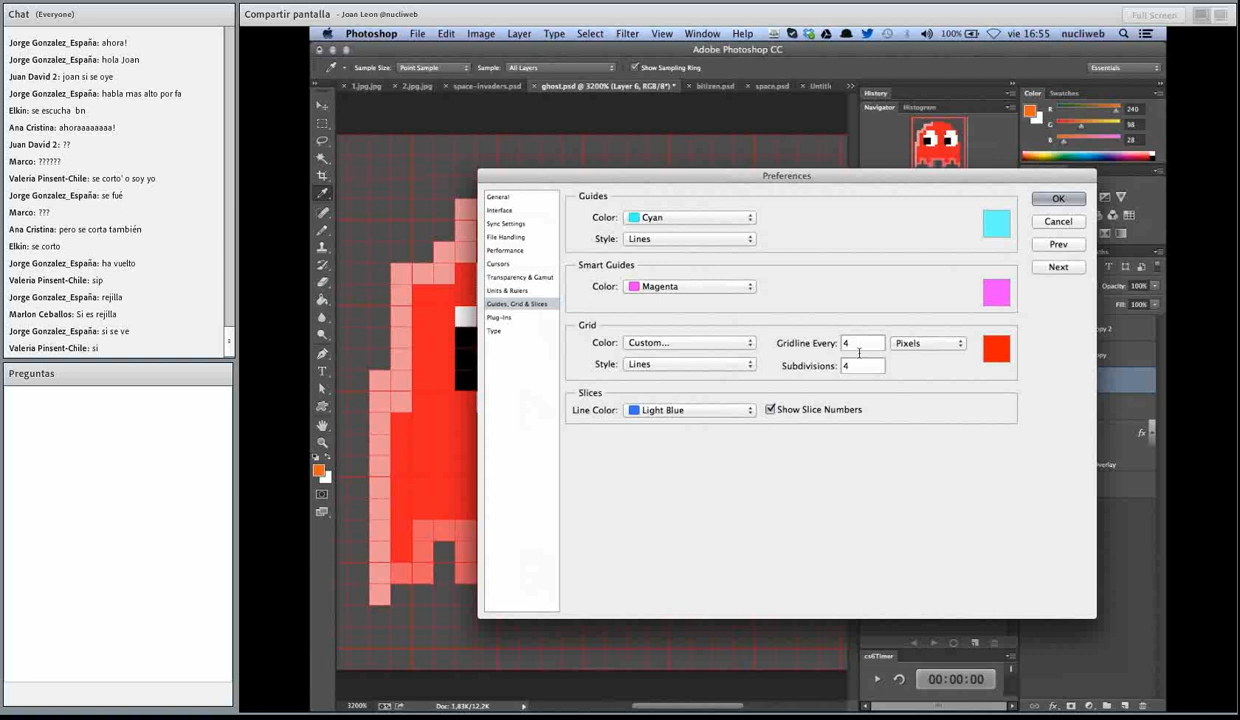 Chat (Everyone)
Jorge Gonzalez_España: ahora!
Jorge Gonzalez_España: hola Joan
Juan David 2: joan si se oye
Marco: habla mas alto por fa
Elkin: se escucha  bn
Ana Cristina: ahoraaaaaaaa!
Juan David 2: ??
Marco: ??????
Valeria Pinsent-Chile: se corto' o soy yo
Jorge Gonzalez_España: se fué
Marco: ???
Ana Cristina: pero se corta también
Elkin: se corto
Jorge Gonzalez_España: ha vuelto
Valeria Pinsent-Chile: sip
Jorge Gonzalez_España: rejilla
Marlon Ceballos: Si es rejilla
Jorge Gonzalez_España: si se ve
Valeria Pinsent-Chile: si
Preguntas
Compartir pantalla - Joan Leon @nucliweb
Full Screen
Photoshop File Edit Image Layer Type Select Filter View Window Help 100% vie 16:55 nucliweb
Adobe Photoshop CC
Sample Size: Point Sample Sample: All Layers Show Sampling Ring Essentials
1.jpg.jpg 2.jpg.jpg space-invaders.psd ghost.psd @ 3200% (Layer 6, RGB/8*) * bitizen.psd space.psd Untitl
History
Navigator Histogram
Color Swatches
R 240
G 98
B 28
Preferences
General
Interface
Sync Settings
File Handling
Performance
Cursors
Transparency & Gamut
Units & Rulers
Guides, Grid & Slices
Plug-Ins
Type
Guides
Color: Cyan
Style: Lines
Smart Guides
Color: Magenta
Grid
Color: Custom... Gridline Every: 4 Pixels
Style: Lines Subdivisions: 4
Slices
Line Color: Light Blue Show Slice Numbers
OK
Cancel
Prev
Next
Opacity: 100%
Fill: 100%
copy 2
fx
cs6Timer
00:00:00
3200% Doc: 1,83K/12,2K